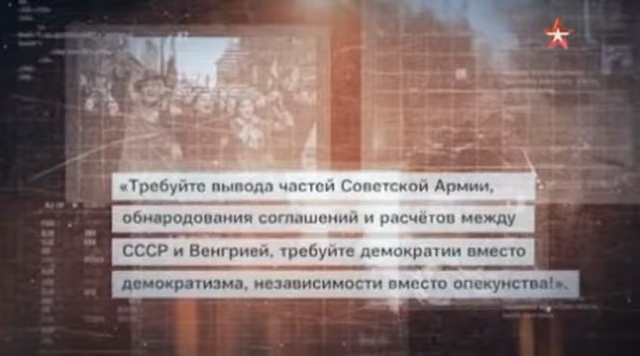 «Требуйте вывода частей Советской Армии,
обнародования соглашений и расчётов между
СССР и Венгрией, требуйте демократии вместо
демократизма, независимости вместо опекунства!».